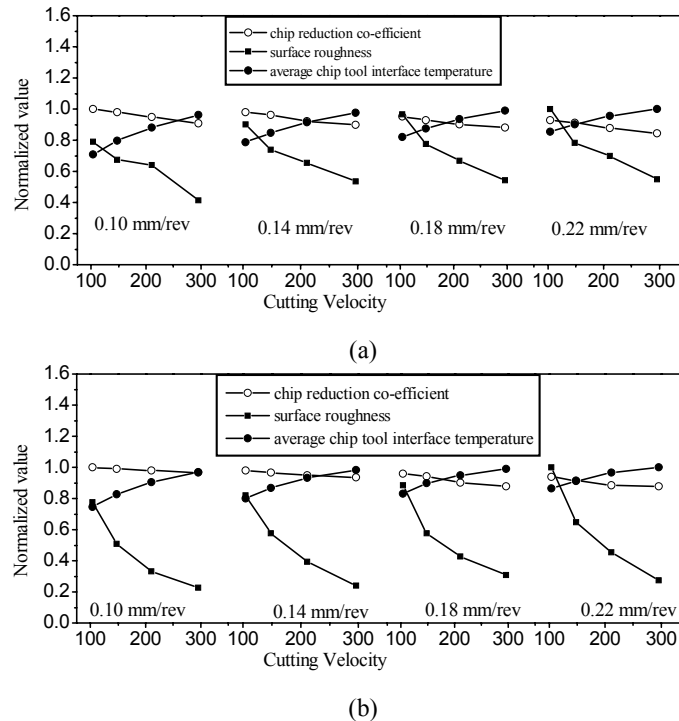 1.6
1.4
1.2
1.0
0.8
0.6
0.4
0.2
0.0
Normalized value
chip reduction co-efficient
surface roughness
average chip tool interface temperature
0.10 mm/rev
0.14 mm/rev
0.18 mm/rev
0.22 mm/rev
100 200 300 100 200 300 100 200 300 100 200 300
Cutting Velocity
(a)
1.6
1.4
1.2
1.0
0.8
0.6
0.4
0.2
0.0
Normalized value
chip reduction co-efficient
surface roughness
average chip tool interface temperature
0.10 mm/rev
0.14 mm/rev
0.18 mm/rev
0.22 mm/rev
100 200 300 100 200 300 100 200 300 100 200 300
Cutting Velocity
(b)